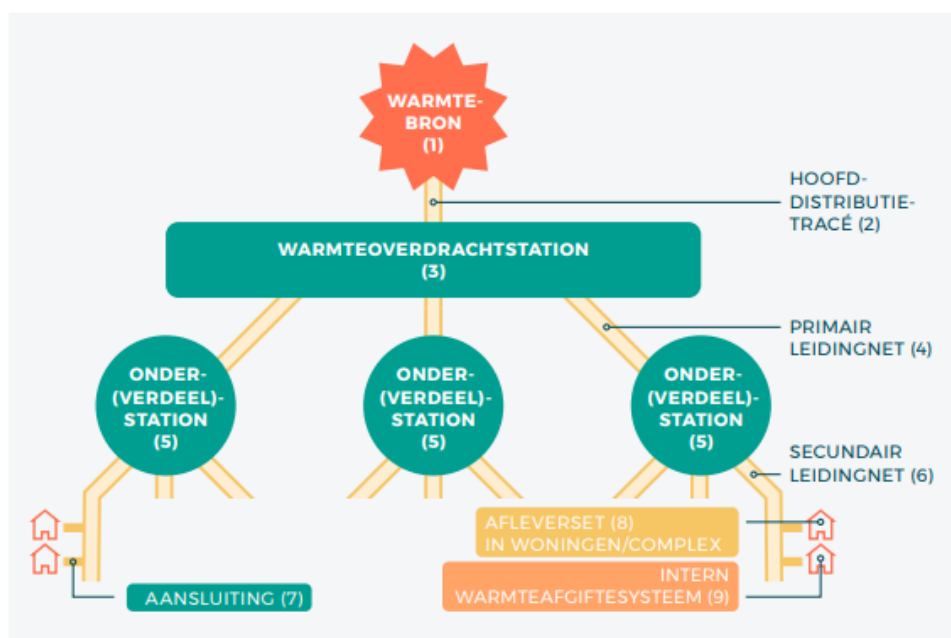 WARMTE-
BRON
(1)
HOOFD-
DISTRIBUTIE-
TRACÉ (2)
WARMTEOVERDRACHTSTATION
(3)
PRIMAIR
LEIDINGNET (4)
ONDER-
(VERDEEL)-
STATION
(5)
ONDER-
(VERDEEL)-
STATION
(5)
ONDER-
(VERDEEL)-
STATION
(5)
SECUNDAIR
LEIDINGNET (6)
AFLEVERSET (8)
IN WONINGEN/COMPLEX
INTERN
WARMTEAFGIFTESYSTEEM (9)
AANSLUITING (7)